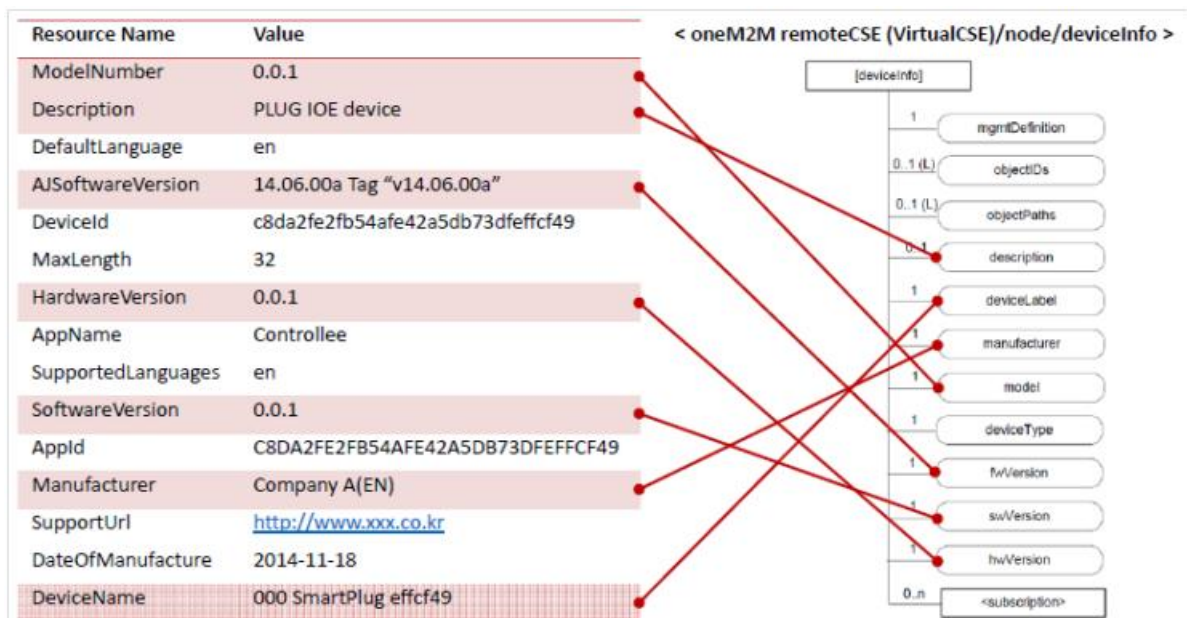 Resource Name Value
ModelNumber 0.0.1
Description PLUG IOE device
DefaultLanguage en
AJSoftwareVersion 14.06.00a Tag “v14.06.00a”
DeviceId c8da2fe2fb54afe42a5db73dfeffcf49
MaxLength 32
HardwareVersion 0.0.1
AppName Controllee
SupportedLanguages en
SoftwareVersion 0.0.1
AppId C8DA2FE2FB54AFE42A5DB73DFEFFCF49
Manufacturer Company A(EN)
SupportUrl http://www.xxx.co.kr
DateOfManufacture 2014-11-18
DeviceName 000 SmartPlug effcf49
< oneM2M remoteCSE (VirtualCSE)/node/deviceInfo >
[deviceInfo]
1 mgmtDefinition
0..1 (L) objectIDs
0..1 (L) objectPaths
0..1 description
1 deviceLabel
1 manufacturer
1 model
1 deviceType
1 fwVersion
1 swVersion
1 hwVersion
0..n <subscription>